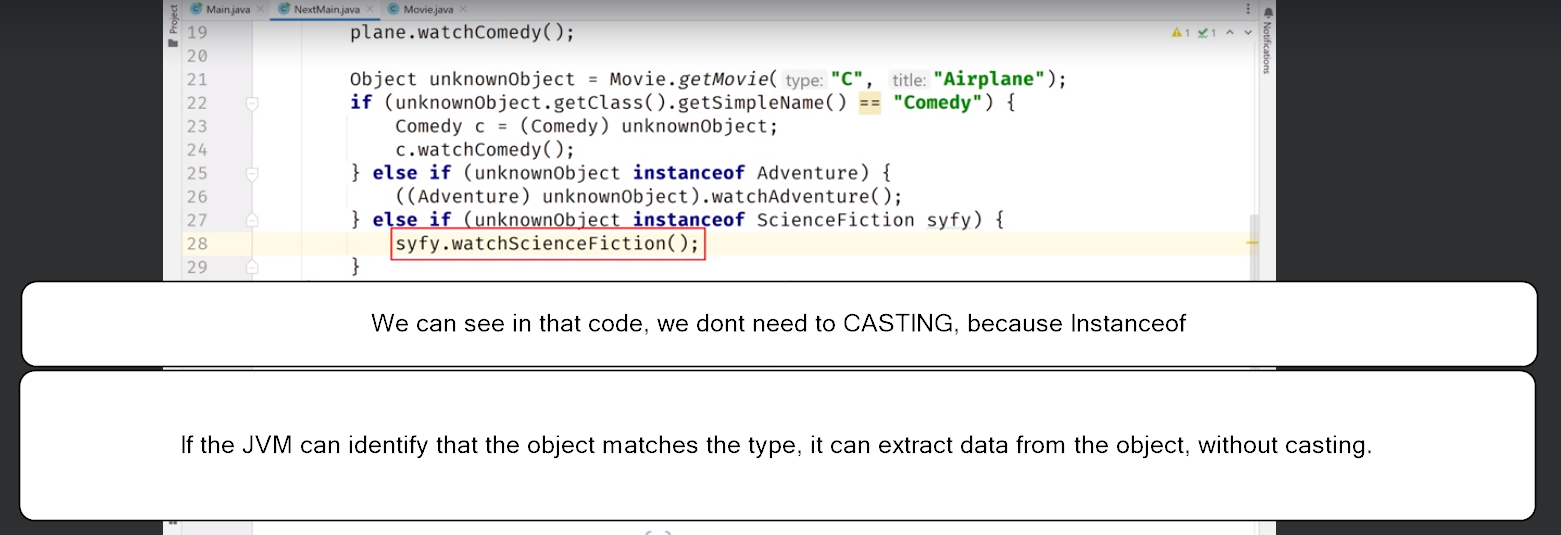 Main.java NextMain.java Movie.java
Project
Notifications
1 1
19 plane.watchComedy();
20
21 Object unknownObject = Movie.getMovie( type: "C", title: "Airplane");
22 if (unknownObject.getClass().getSimpleName() == "Comedy") {
23 Comedy c = (Comedy) unknownObject;
24 c.watchComedy();
25 } else if (unknownObject instanceof Adventure) {
26 ((Adventure) unknownObject).watchAdventure();
27 } else if (unknownObject instanceof ScienceFiction syfy) {
28 syfy.watchScienceFiction();
29 }
We can see in that code, we dont need to CASTING, because Instanceof
If the JVM can identify that the object matches the type, it can extract data from the object, without casting.